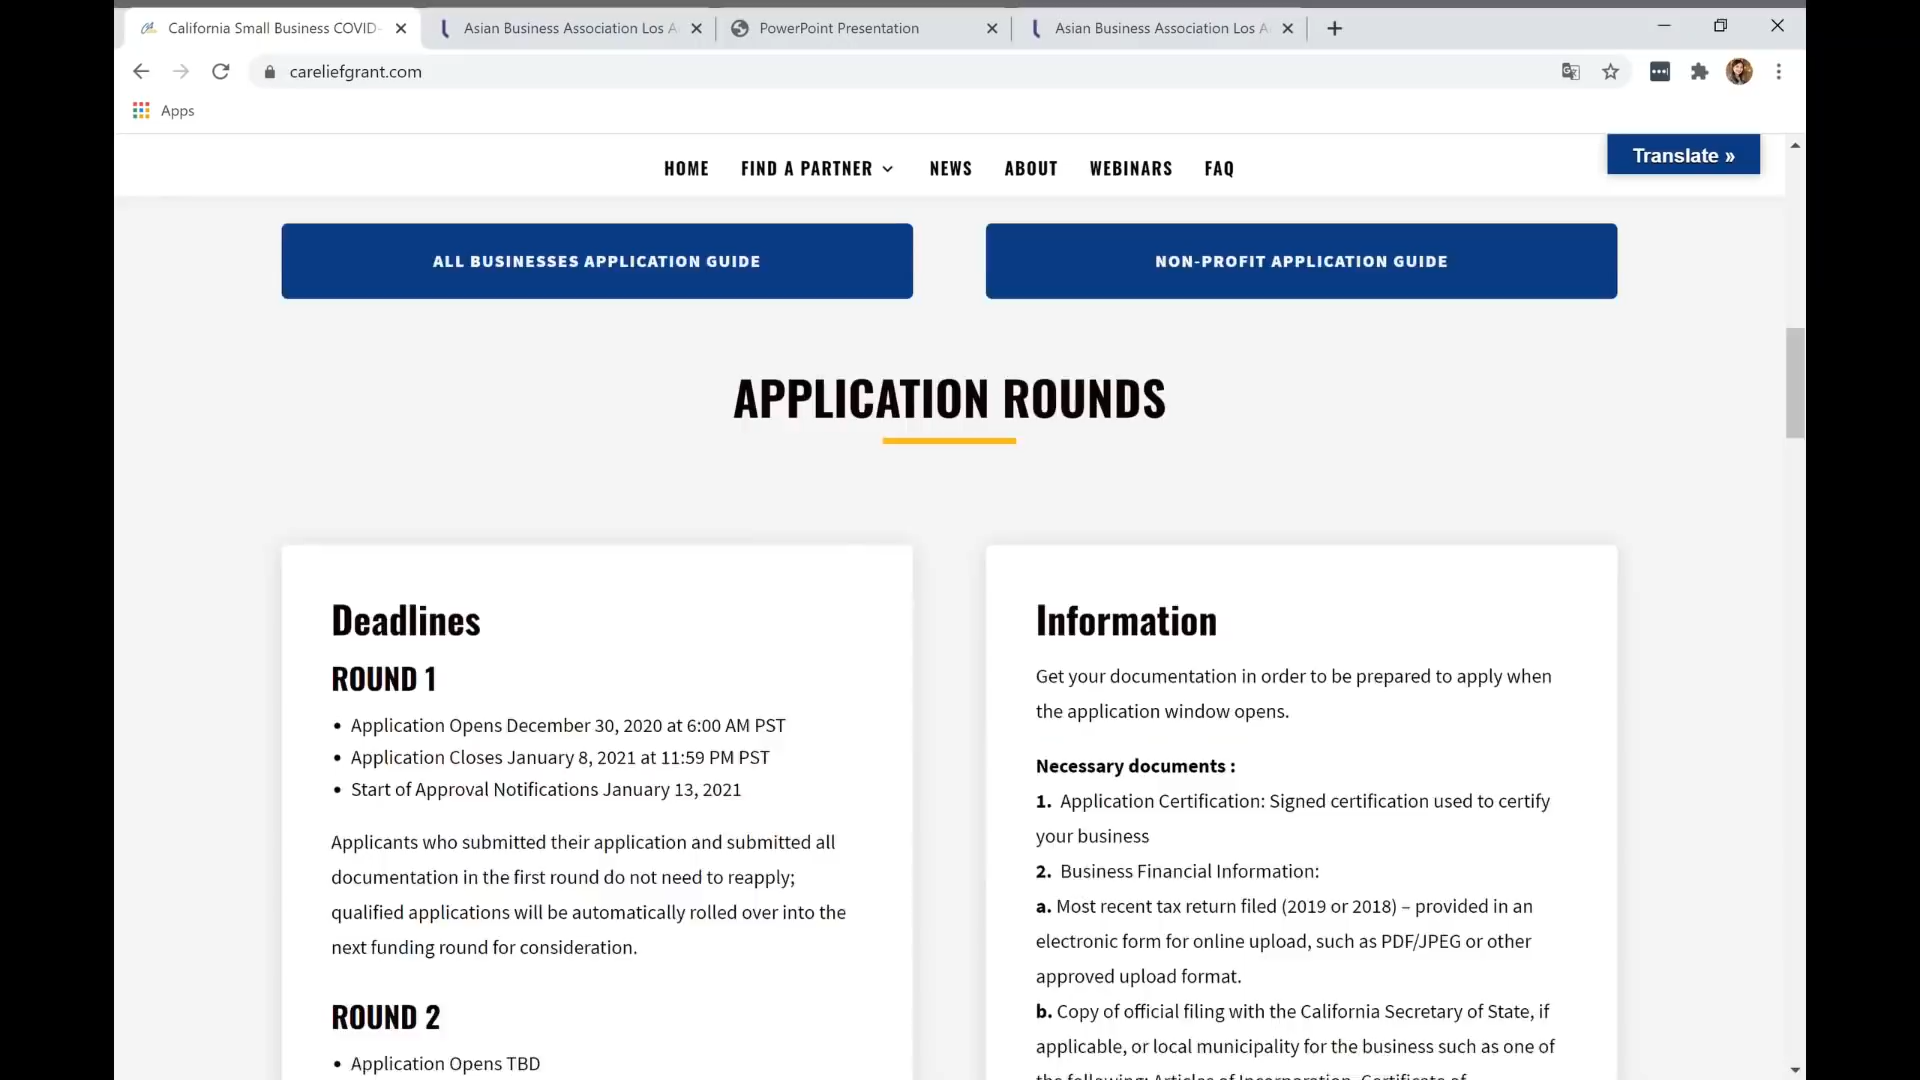 California Small Business COVID-
Asian Business Association Los A
PowerPoint Presentation
Asian Business Association Los A
careliefgrant.com
Apps
HOME FIND A PARTNER NEWS ABOUT WEBINARS FAQ
Translate »
ALL BUSINESSES APPLICATION GUIDE
NON-PROFIT APPLICATION GUIDE
APPLICATION ROUNDS
Deadlines
ROUND 1
• Application Opens December 30, 2020 at 6:00 AM PST
• Application Closes January 8, 2021 at 11:59 PM PST
• Start of Approval Notifications January 13, 2021
Applicants who submitted their application and submitted all
documentation in the first round do not need to reapply;
qualified applications will be automatically rolled over into the
next funding round for consideration.
ROUND 2
• Application Opens TBD
Information
Get your documentation in order to be prepared to apply when
the application window opens.
Necessary documents :
1. Application Certification: Signed certification used to certify
your business
2. Business Financial Information:
a. Most recent tax return filed (2019 or 2018) – provided in an
electronic form for online upload, such as PDF/JPEG or other
approved upload format.
b. Copy of official filing with the California Secretary of State, if
applicable, or local municipality for the business such as one of
the following: Articles of Incorporation, Certificate of